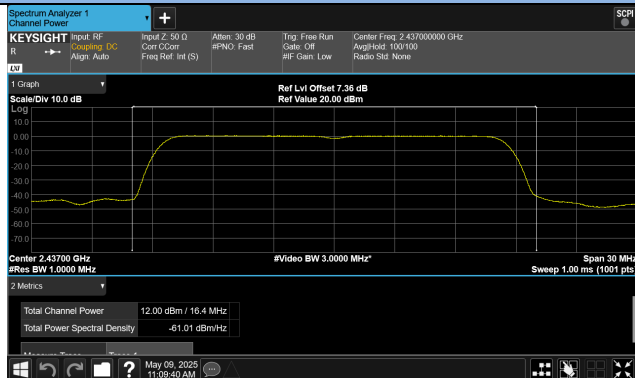 Spectrum Analyzer 1
Channel Power
SCPI
KEYSIGHT Input: RF Input Z: 50 Ω Atten: 30 dB Trig: Free Run Center Freq: 2.437000000 GHz
R Coupling: DC Corr CCorr #PNO: Fast Gate: Off Avg|Hold: 100/100
Align: Auto Freq Ref: Int (S) #IF Gain: Low Radio Std: None
LXI
1 Graph
Ref Lvl Offset 7.36 dB
Scale/Div 10.0 dB Ref Value 20.00 dBm
Log
10.0
0.00
-10.0
-20.0
-30.0
-40.0
-50.0
-60.0
-70.0
Center 2.43700 GHz #Video BW 3.0000 MHz* Span 30 MHz
#Res BW 1.0000 MHz Sweep 1.00 ms (1001 pts
2 Metrics
Total Channel Power 12.00 dBm / 16.4 MHz
Total Power Spectral Density -61.01 dBm/Hz
May 09, 2025
11:09:40 AM